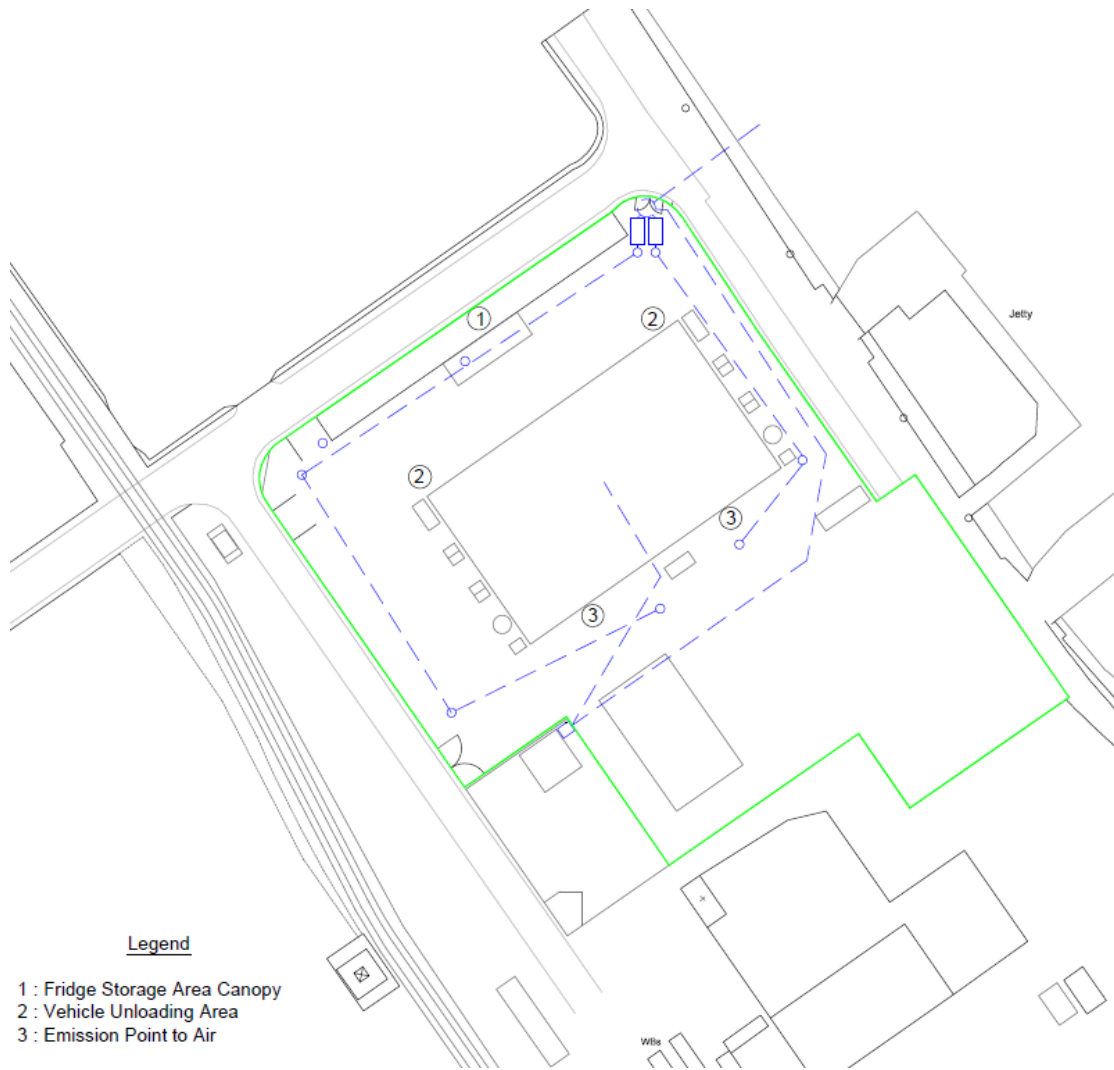 Jetty
1
2
2
3
3
WBs
Legend
1 : Fridge Storage Area Canopy
2 : Vehicle Unloading Area
3 : Emission Point to Air